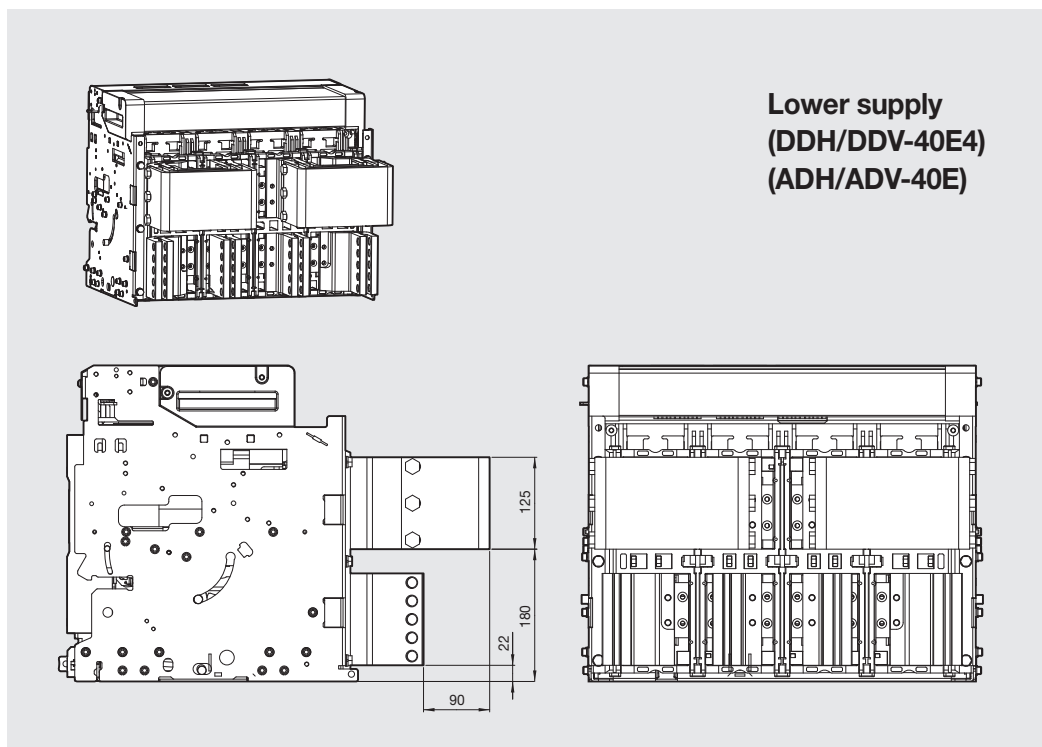 Lower supply
(DDH/DDV-40E4)
(ADH/ADV-40E)
125
180
22
90